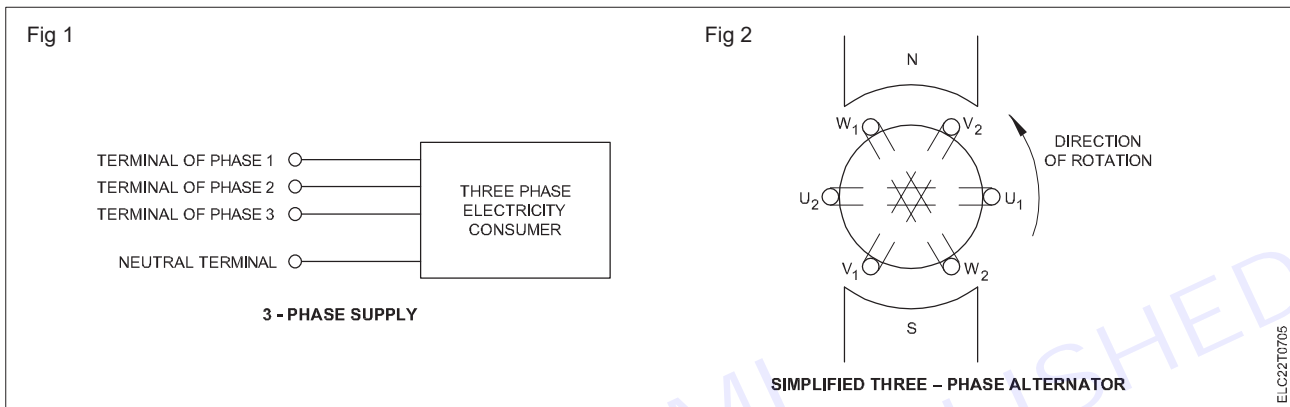 Fig 1
TERMINAL OF PHASE 1
TERMINAL OF PHASE 2
TERMINAL OF PHASE 3
NEUTRAL TERMINAL
THREE PHASE
ELECTRICITY
CONSUMER
3 - PHASE SUPPLY
Fig 2
N
W1
V2
DIRECTION
OF ROTATION
U2
U1
V1
W2
S
SIMPLIFIED THREE – PHASE ALTERNATOR
ELC22T0705